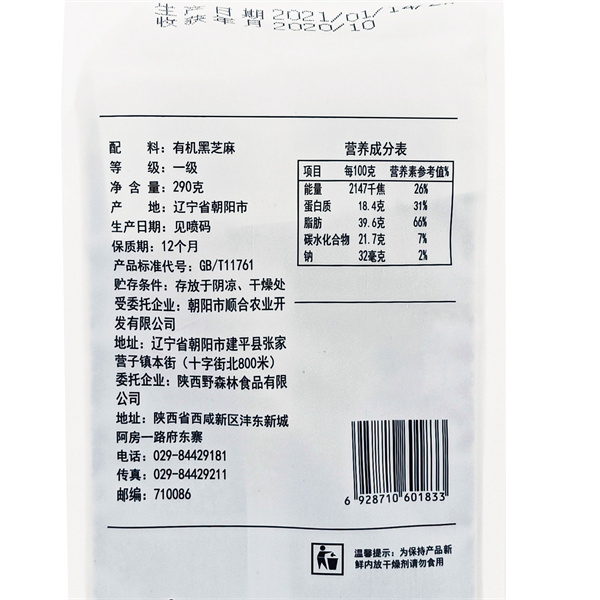 生产日期 2021/01/14
收获年月 2020/10
配 料：有机黑芝麻
等 级：一级
净 含 量：290克
产 地：辽宁省朝阳市
生产日期：见喷码
保质期：12个月
产品标准代号：GB/T11761
贮存条件：存放于阴凉、干燥处
受委托企业：朝阳市顺合农业开
发有限公司
地址：辽宁省朝阳市建平县张家
营子镇本街（十字街北800米）
委托企业：陕西野森林食品有限
公司
地址：陕西省西咸新区沣东新城
阿房一路府东寨
电话：029-84429181
传真：029-84429211
邮编：710086
营养成分表
项目 每100克 营养素参考值%
能量 2147千焦 26%
蛋白质 18.4克 31%
脂肪 39.6克 66%
碳水化合物 21.7克 7%
钠 32毫克 2%
6 928710 601833
温馨提示：为保持产品新
鲜内放干燥剂请勿食用